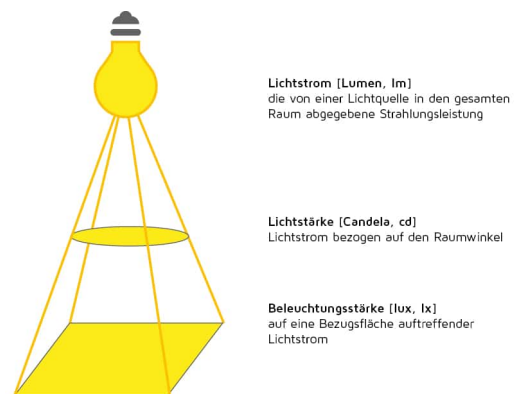 Lichtstrom [Lumen, lm]
die von einer Lichtquelle in den gesamten
Raum abgegebene Strahlungsleistung
Lichtstärke [Candela, cd]
Lichtstrom bezogen auf den Raumwinkel
Beleuchtungsstärke [lux, lx]
auf eine Bezugsfläche auftreffender
Lichtstrom